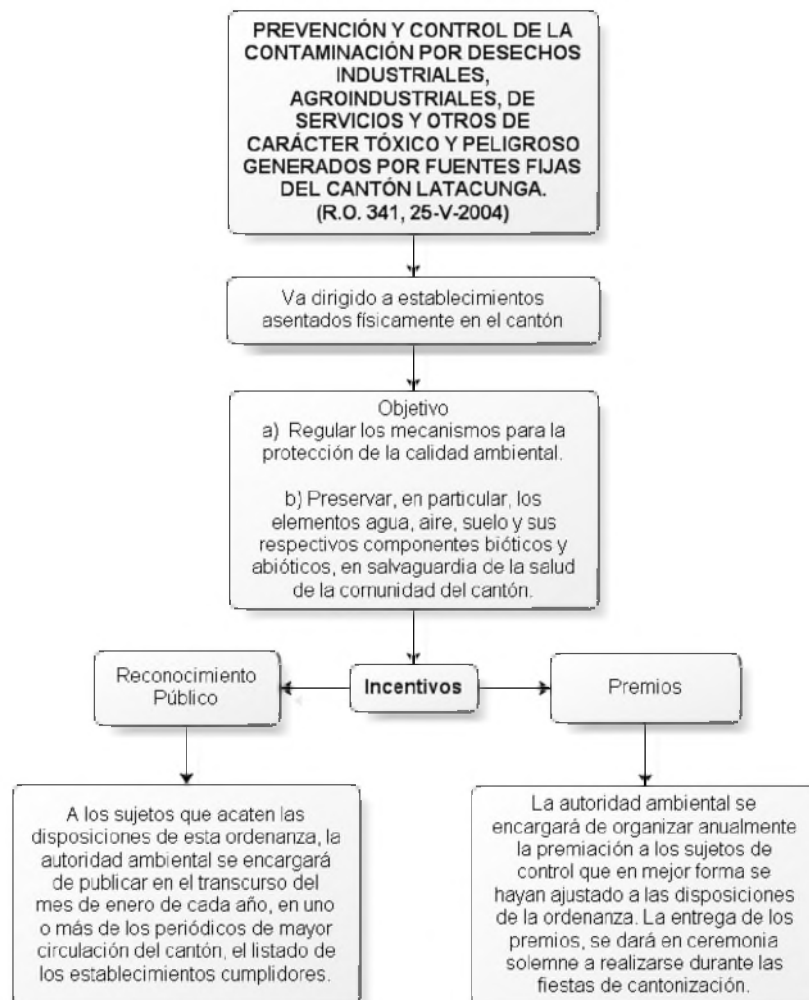 PREVENCIÓN Y CONTROL DE LA
CONTAMINACIÓN POR DESECHOS
INDUSTRIALES,
AGROINDUSTRIALES, DE
SERVICIOS Y OTROS DE
CARÁCTER TÓXICO Y PELIGROSO
GENERADOS POR FUENTES FIJAS
DEL CANTÓN LATACUNGA.
(R.O. 341, 25-V-2004)
Va dirigido a establecimientos
asentados físicamente en el cantón
Objetivo
a) Regular los mecanismos para la
protección de la calidad ambiental.
b) Preservar, en particular, los
elementos agua, aire, suelo y sus
respectivos componentes bióticos y
abióticos, en salvaguardia de la salud
de la comunidad del cantón.
Reconocimiento
Público
Incentivos
Premios
A los sujetos que acaten las
disposiciones de esta ordenanza, la
autoridad ambiental se encargará
de publicar en el transcurso del
mes de enero de cada año, en uno
o más de los periódicos de mayor
circulación del cantón, el listado de
los establecimientos cumplidores.
La autoridad ambiental se
encargará de organizar anualmente
la premiación a los sujetos de
control que en mejor forma se
hayan ajustado a las disposiciones
de la ordenanza. La entrega de los
premios, se dará en ceremonia
solemne a realizarse durante las
fiestas de cantonización.